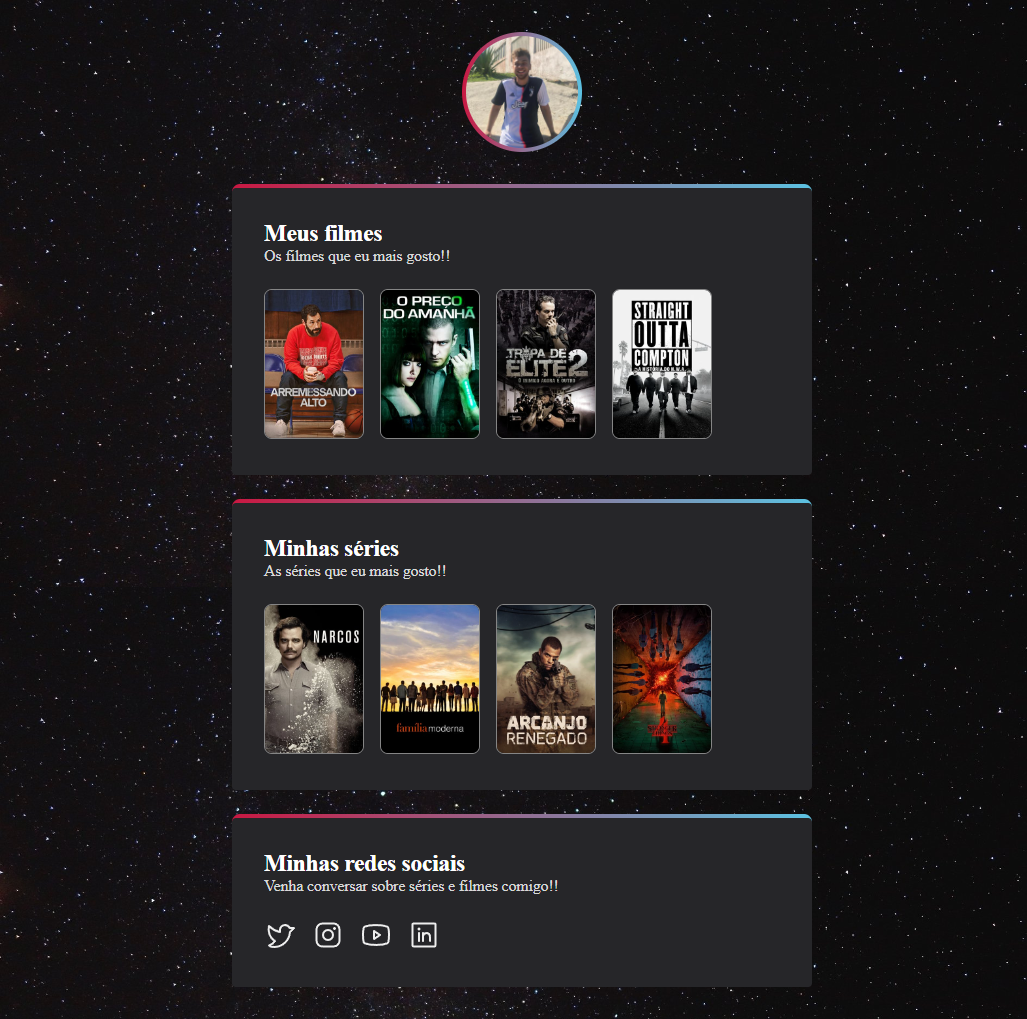 Meus filmes
Os filmes que eu mais gosto!!
ARREMESSANDO
ALTO
O PREÇO
DO AMANHÃ
TROPA DE
ELITE 2
O INIMIGO AGORA É OUTRO
STRAIGHT
OUTTA
COMPTON
A HISTÓRIA DO N.W.A.
Minhas séries
As séries que eu mais gosto!!
NARCOS
família moderna
ARCANJO
RENEGADO
4
Minhas redes sociais
Venha conversar sobre séries e filmes comigo!!
in